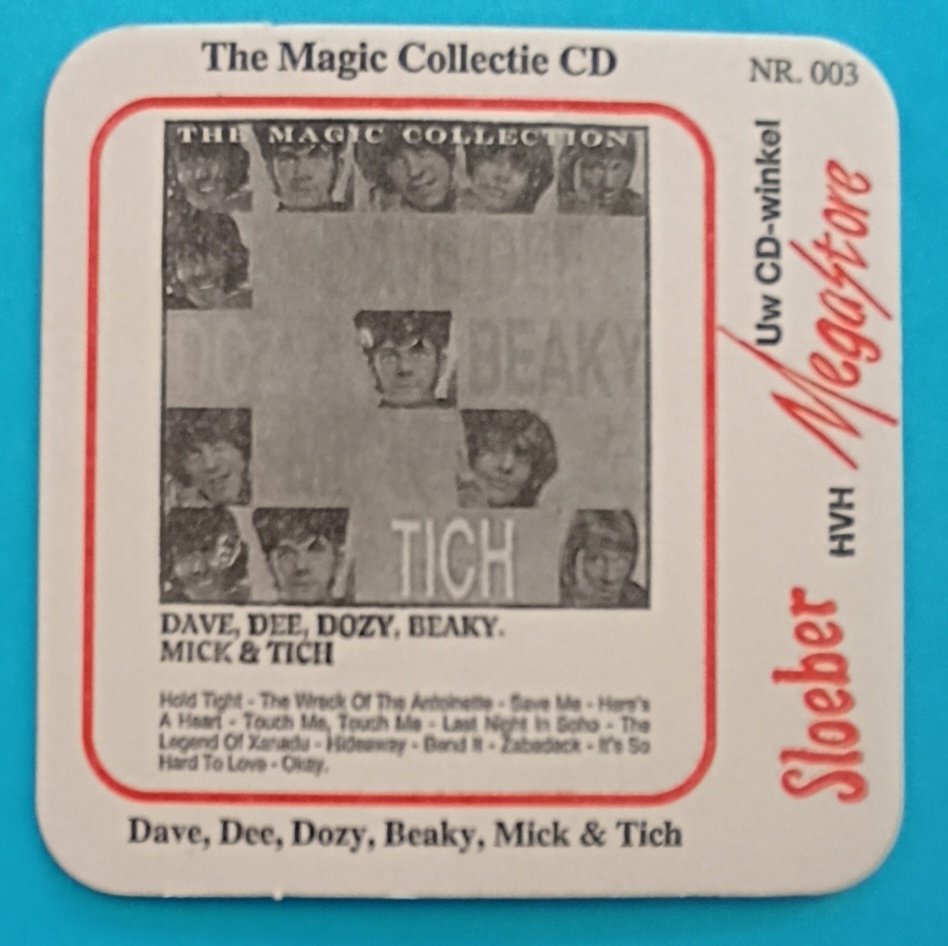 The Magic Collectie CD
NR. 003
THE MAGIC COLLECTION
BEAKY
TICH
DAVE, DEE, DOZY, BEAKY.
MICK & TICH
Hold Tight - The Wreck Of The Antoinette - Save Me - Here's
A Heart - Touch Me, Touch Me - Last Night In Soho - The
Legend Of Xanadu - Hideaway - Bend It - Zabadack - It's So
Hard To Love - Okay.
Dave, Dee, Dozy, Beaky, Mick & Tich
Uw CD-winkel
Sloeber HVH Megastore